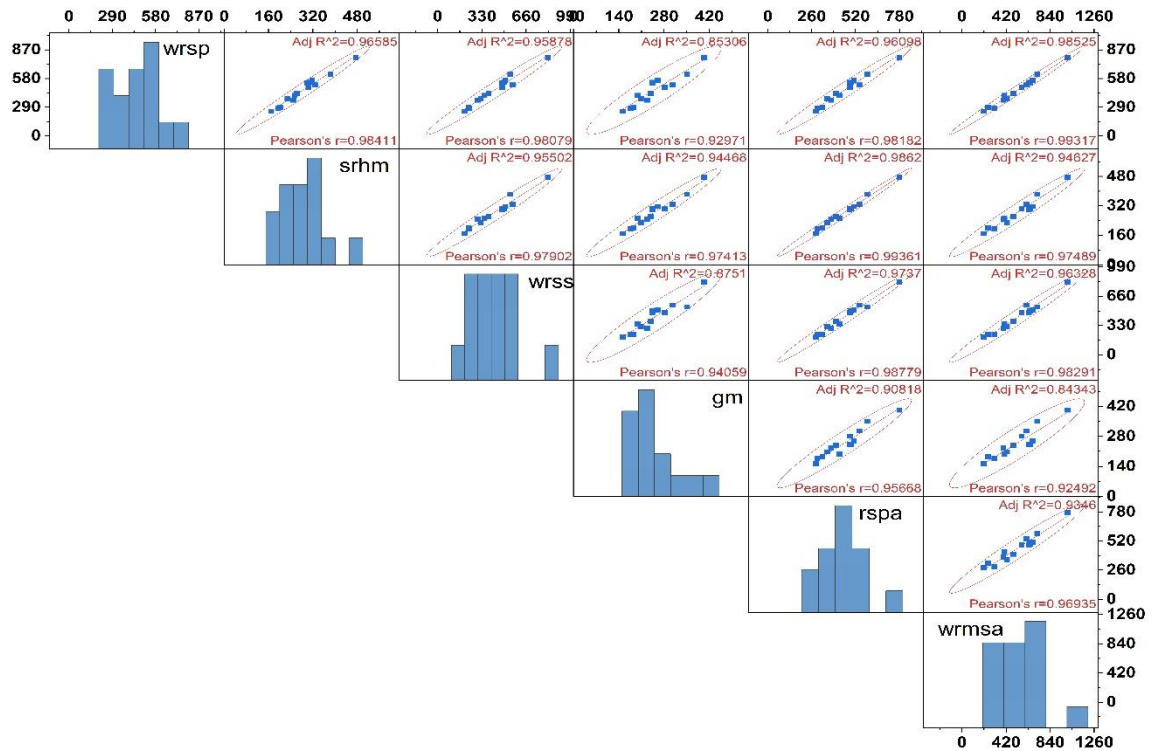 0 290 580 870
0 160 320 480
0 330 660 990
0 140 280 420
0 260 520 780
0 420 840 1260
wrsp
Adj R^2=0.96585
Pearson's r=0.98411
Adj R^2=0.95878
Pearson's r=0.98079
Adj R^2=0.85306
Pearson's r=0.92971
Adj R^2=0.96098
Pearson's r=0.98182
Adj R^2=0.98525
Pearson's r=0.99317
870
580
290
0
srhm
Adj R^2=0.95502
Pearson's r=0.97902
Adj R^2=0.94468
Pearson's r=0.97413
Adj R^2=0.9862
Pearson's r=0.99361
Adj R^2=0.94627
Pearson's r=0.97489
480
320
160
0
wrss
Adj R^2=0.8751
Pearson's r=0.94059
Adj R^2=0.9737
Pearson's r=0.98779
Adj R^2=0.96328
Pearson's r=0.98291
990
660
330
0
gm
Adj R^2=0.90818
Pearson's r=0.95668
Adj R^2=0.84343
Pearson's r=0.92492
420
280
140
0
rspa
Adj R^2=0.9346
Pearson's r=0.96935
780
520
260
0
wrmsa
1260
840
420
0
0 420 840 1260